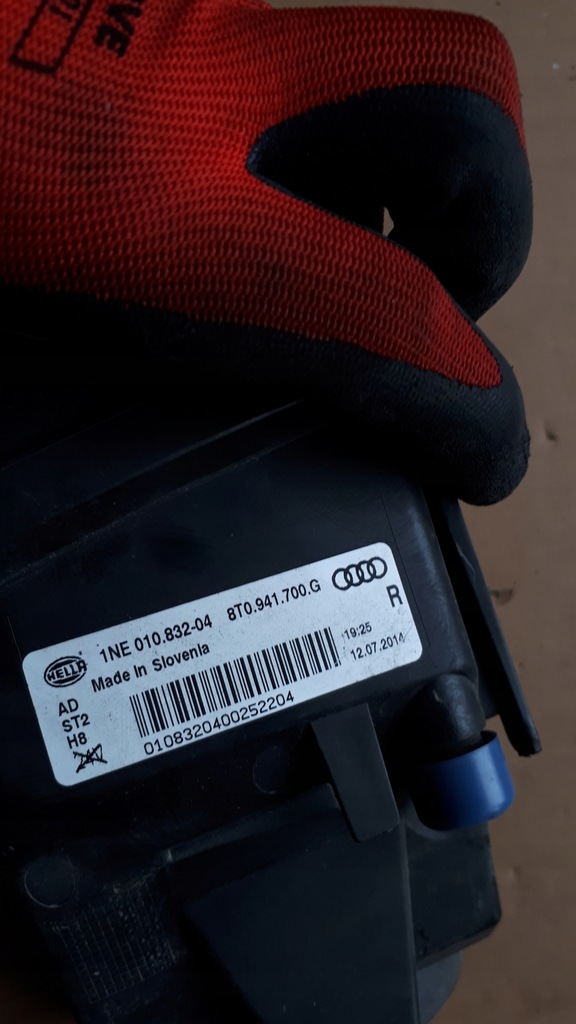 HELLA
1NE 010.832-04 8T0.941.700.G
R
Made In Slovenia
19:25
12.07.2014
AD
ST2
H8
0108320400252204